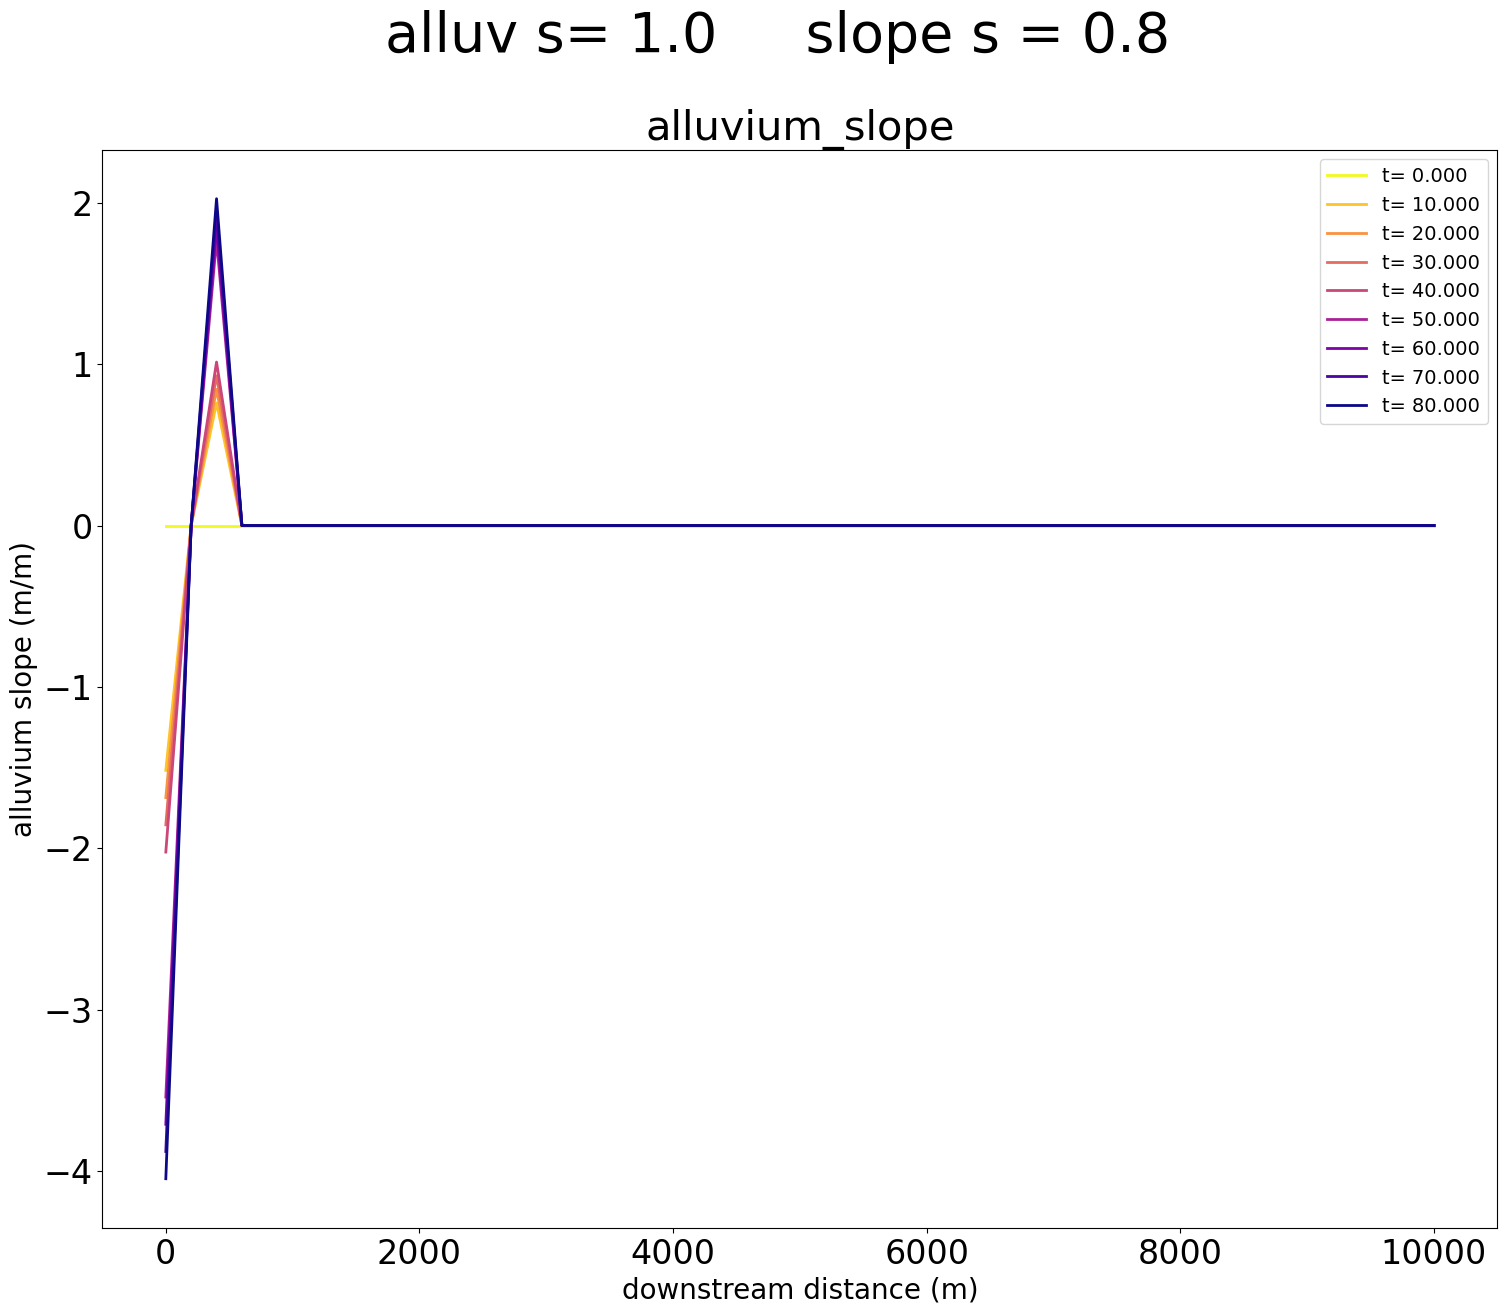 alluv s= 1.0 slope s = 0.8
alluvium_slope
2
1
0
−1
−2
−3
−4
alluvium slope (m/m)
t= 0.000
t= 10.000
t= 20.000
t= 30.000
t= 40.000
t= 50.000
t= 60.000
t= 70.000
t= 80.000
0 2000 4000 6000 8000 10000
downstream distance (m)